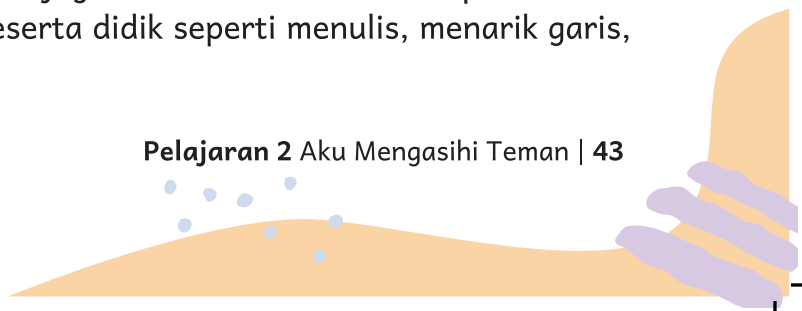 eserta didik seperti menulis, menarik garis,
Pelajaran 2 Aku Mengasihi Teman | 43